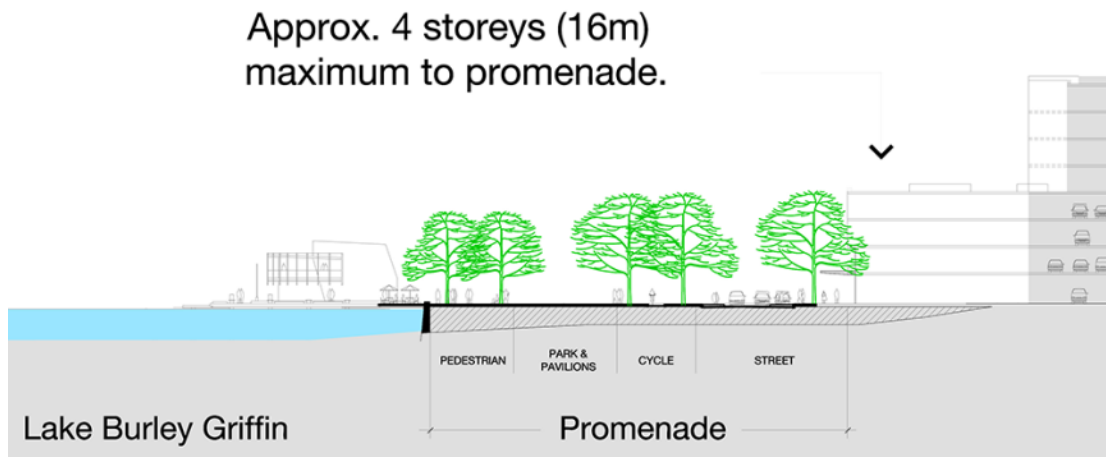 Approx. 4 storeys (16m)
maximum to promenade.
PEDESTRIAN
PARK &
PAVILIONS
CYCLE
STREET
Lake Burley Griffin
Promenade